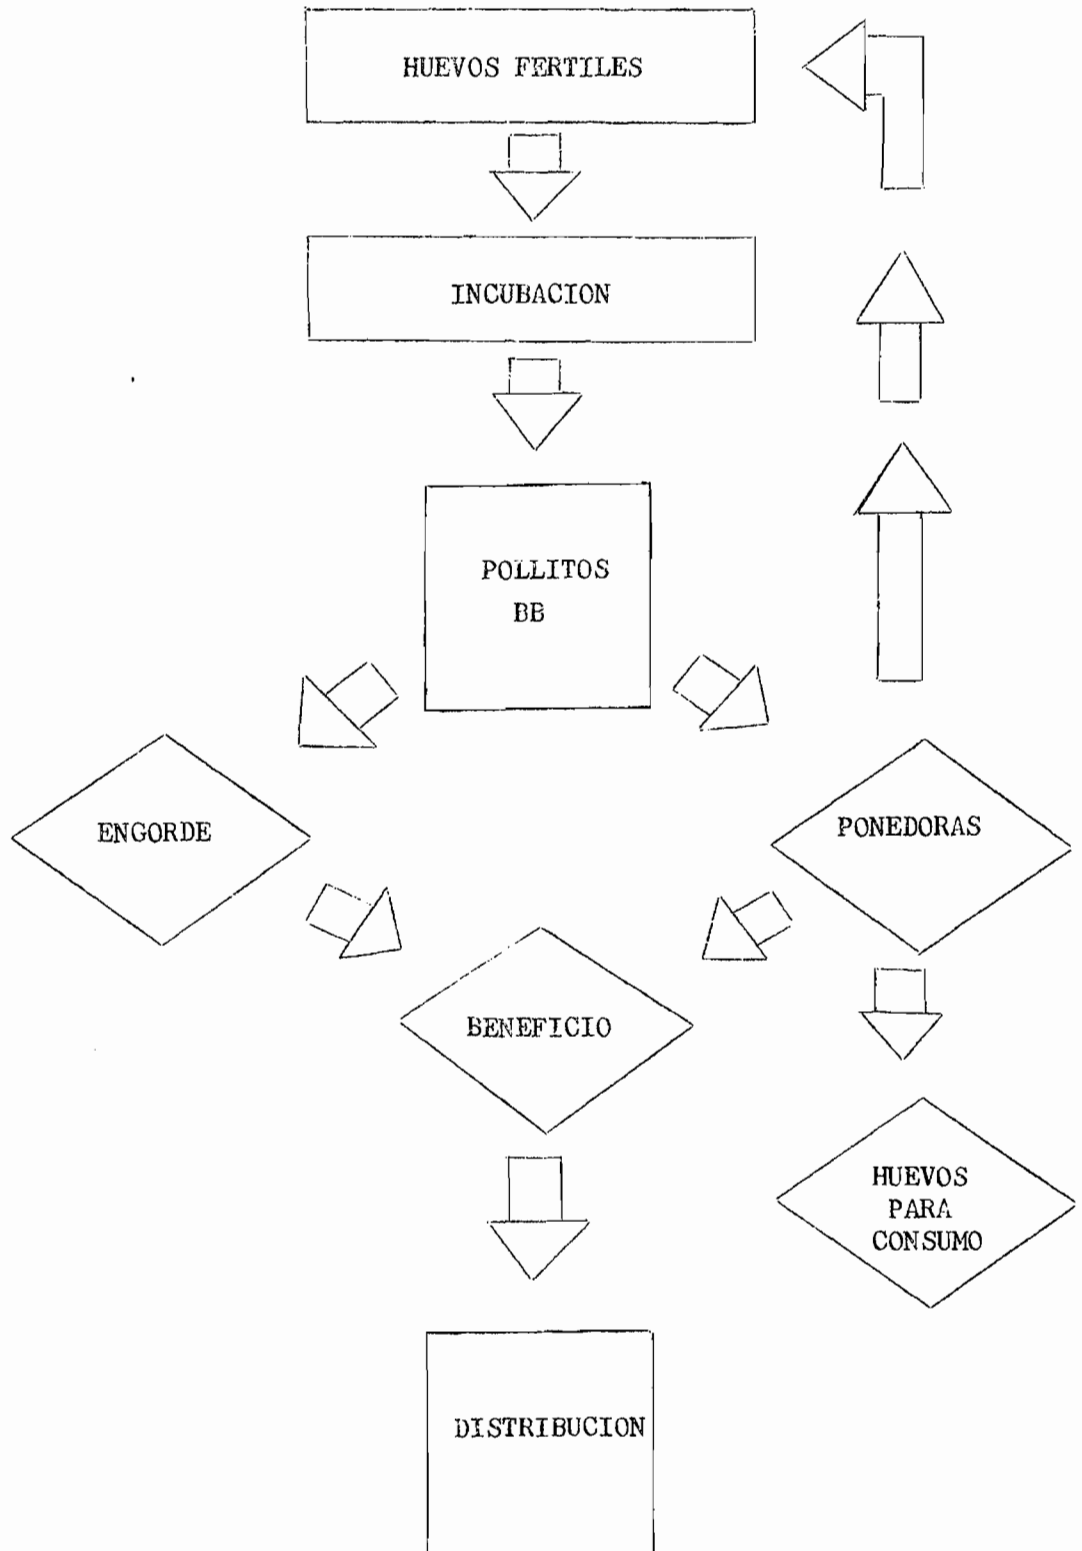 HUEVOS FERTILES
INCUBACION
POLLITOS
BB
ENGORDE
PONEDORAS
BENEFICIO
HUEVOS
PARA
CONSUMO
DISTRIBUCION